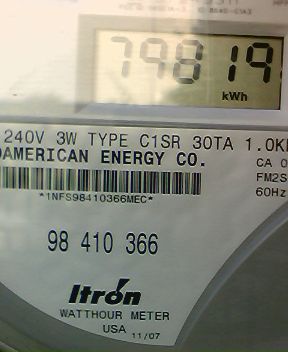 79819
kWh
240V 3W TYPE C1SR 30TA 1.0K
AMERICAN ENERGY CO.
CA 0
FM2S
60Hz
*1NFS98410366MEC*
98 410 366
Itrón
WATTHOUR METER
USA 11/07